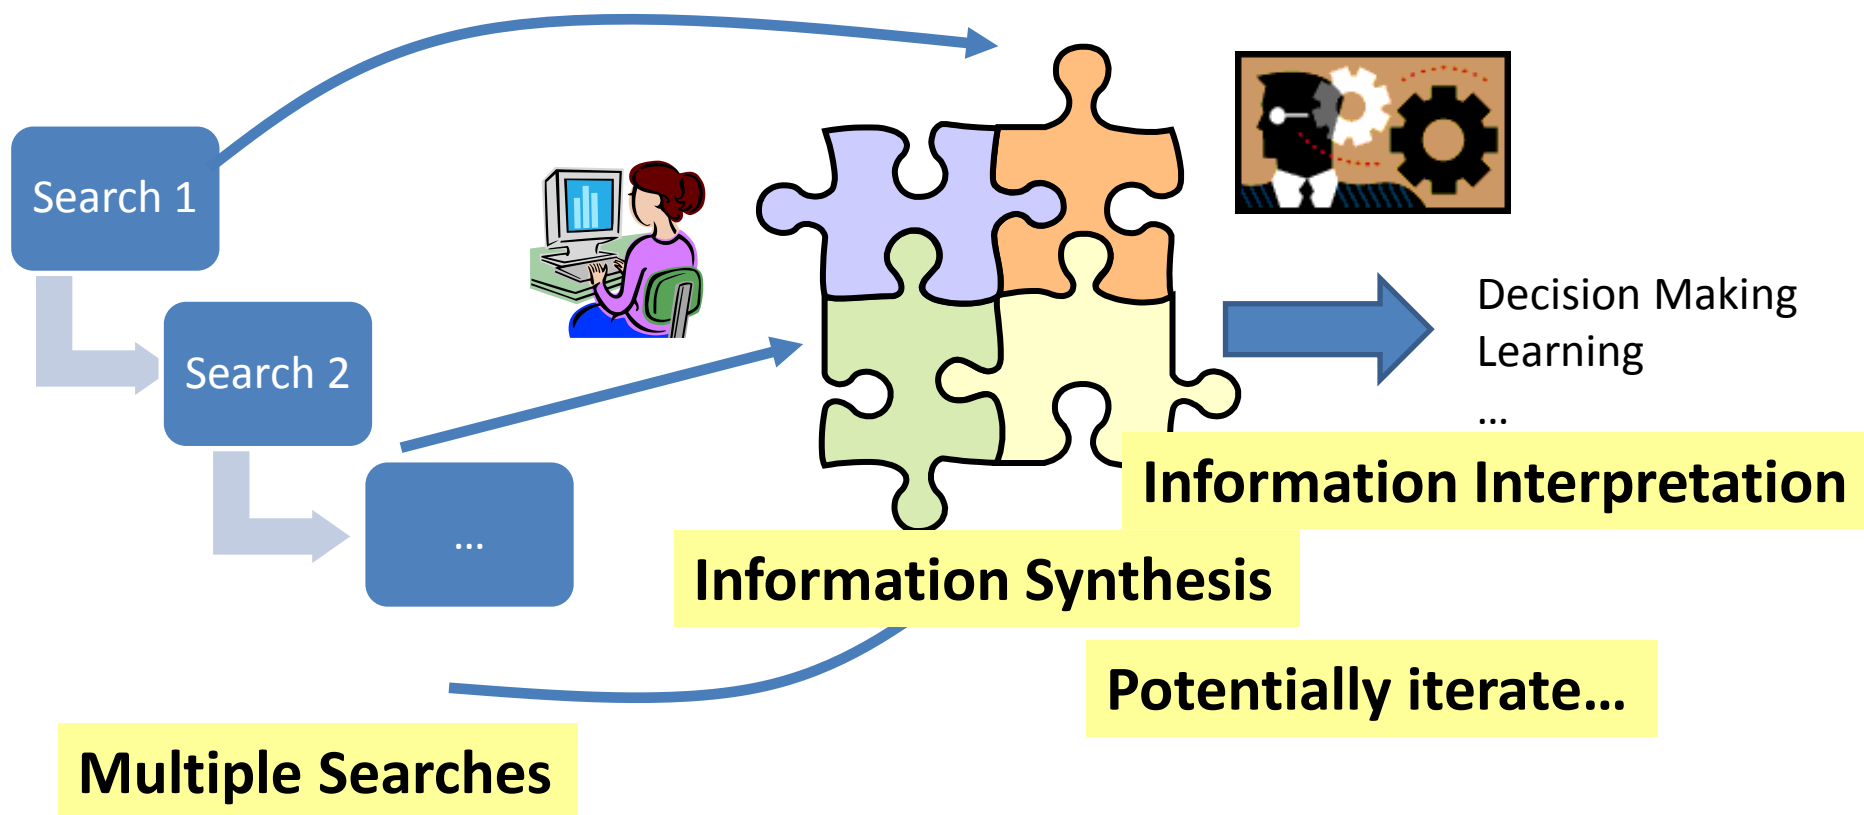 Search 1
Search 2
…
Decision Making
Learning
…
Information Interpretation
Information Synthesis
Potentially iterate…
Multiple Searches